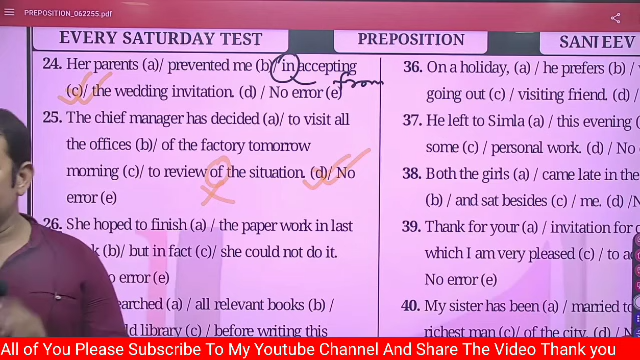 PREPOSITION_062255.pdf
EVERY SATURDAY TEST
PREPOSITION
SANJEEV
24. Her parents (a)/ prevented me (b)/ in accepting
from
(c)/ the wedding invitation. (d) / No error (e)
25. The chief manager has decided (a)/ to visit all
the offices (b)/ of the factory tomorrow
morning (c)/ to review of the situation. (d)/ No
error (e)
26. She hoped to finish (a) / the paper work in last
(b)/ but in fact (c)/ she could not do it.
error (e)
(a)/ all relevant books (b) /
library (c)/ before writing this
36. On a holiday, (a) / he prefers (b) /
going out (c) / visiting friend. (d) / N
37. He left to Simla (a) / this evening (
some (c) / personal work. (d) / No
38. Both the girls (a) / came late in the
(b) / and sat besides (c) / me. (d) /N
39. Thank for your (a) / invitation for
which I am very pleased (c) / to a
No error (e)
40. My sister has been (a) / married to
richest man (c) / of the city. (d) / N
All of You Please Subscribe To My Youtube Channel And Share The Video Thank you